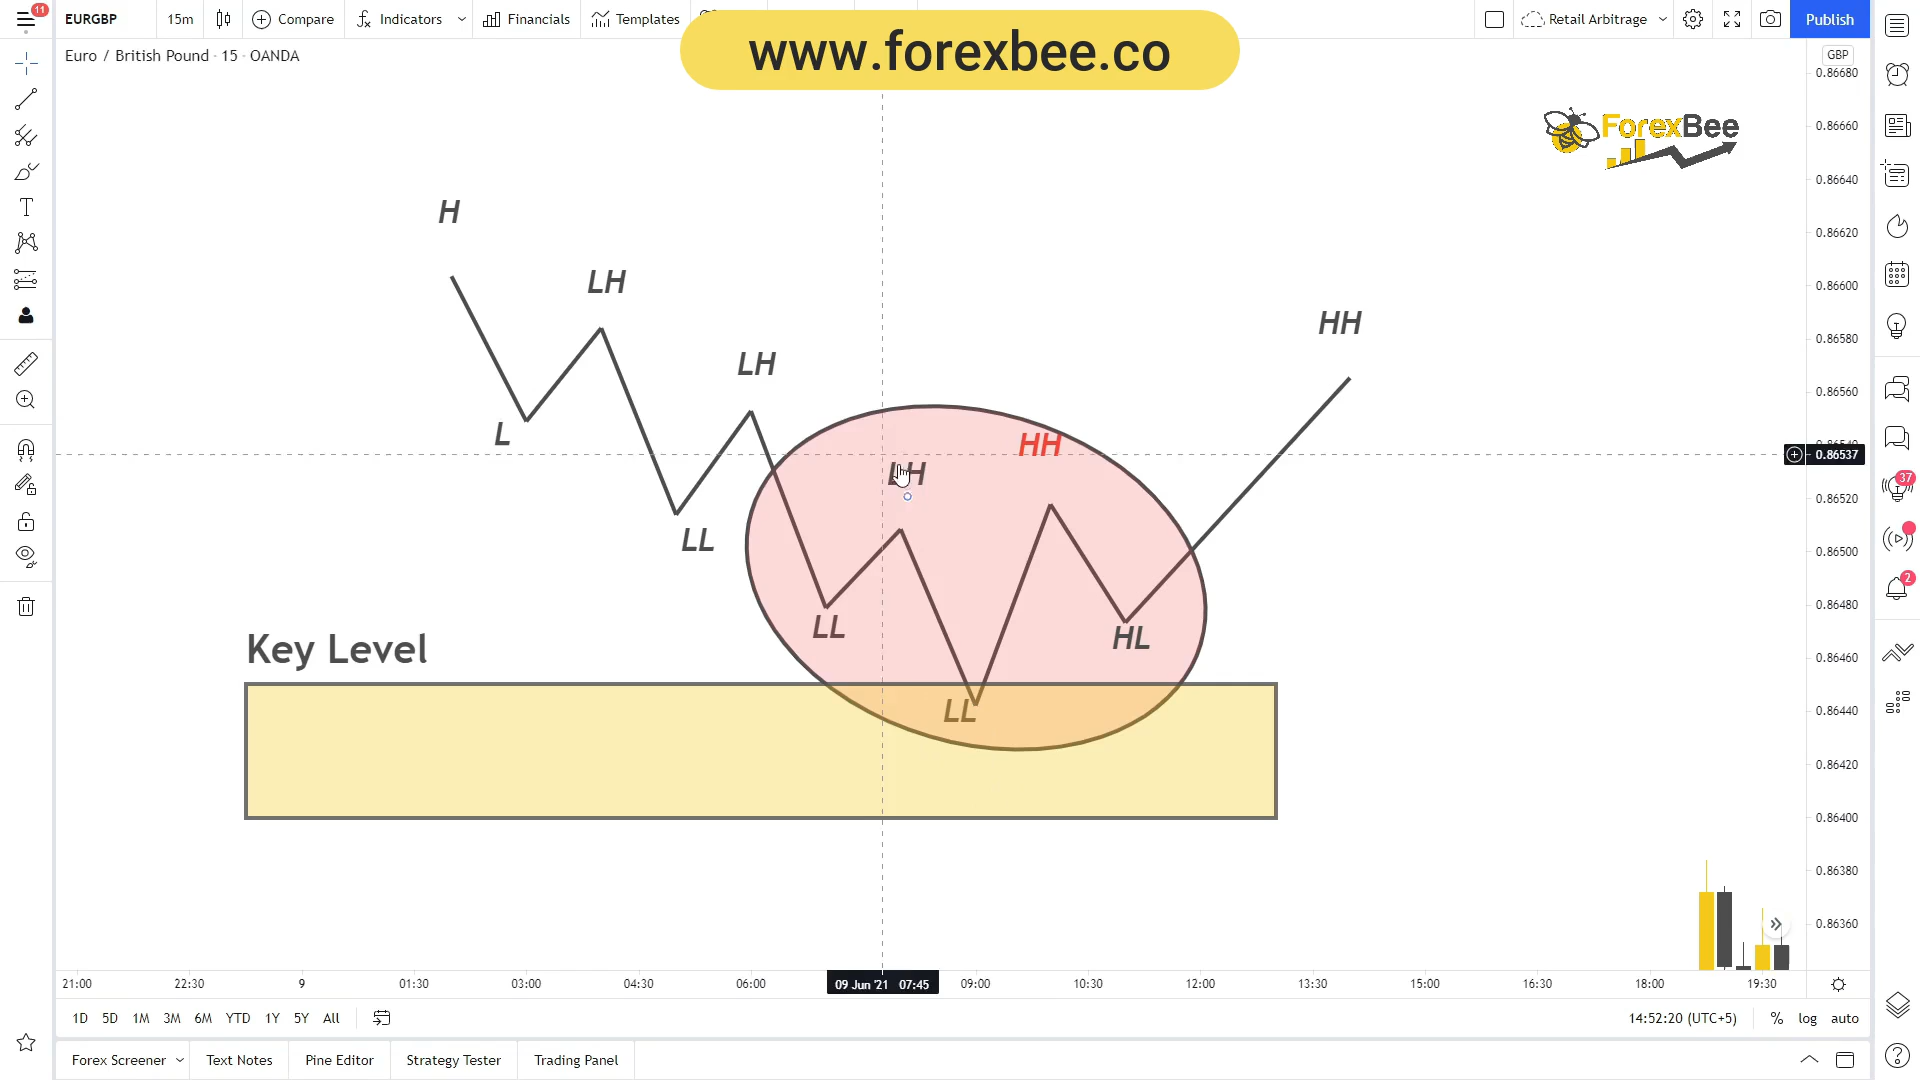 11
EURGBP
15m
Compare
Indicators
Financials
Templates
Retail Arbitrage
Publish
www.forexbee.co
Euro / British Pound · 15 · OANDA
GBP
0.86680
ForexBee
0.86660
0.86640
H
0.86620
LH
0.86600
HH
0.86580
LH
0.86560
L
HH
0.86537
LH
0.86520
37
LL
0.86500
2
0.86480
LL
HL
Key Level
0.86460
LL
0.86440
0.86420
0.86400
0.86380
0.86360
21:00
22:30
9
01:30
03:00
04:30
06:00
09 Jun '21 07:45
09:00
10:30
12:00
13:30
15:00
16:30
18:00
19:30
1D
5D
1M
3M
6M
YTD
1Y
5Y
All
14:52:20 (UTC+5)
%
log
auto
Forex Screener
Text Notes
Pine Editor
Strategy Tester
Trading Panel